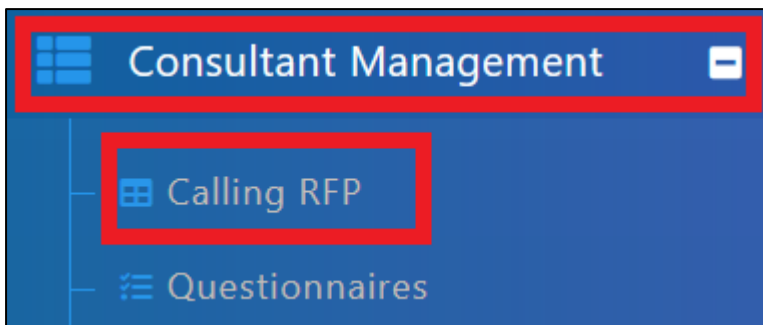 Consultant Management
Calling RFP
Questionnaires